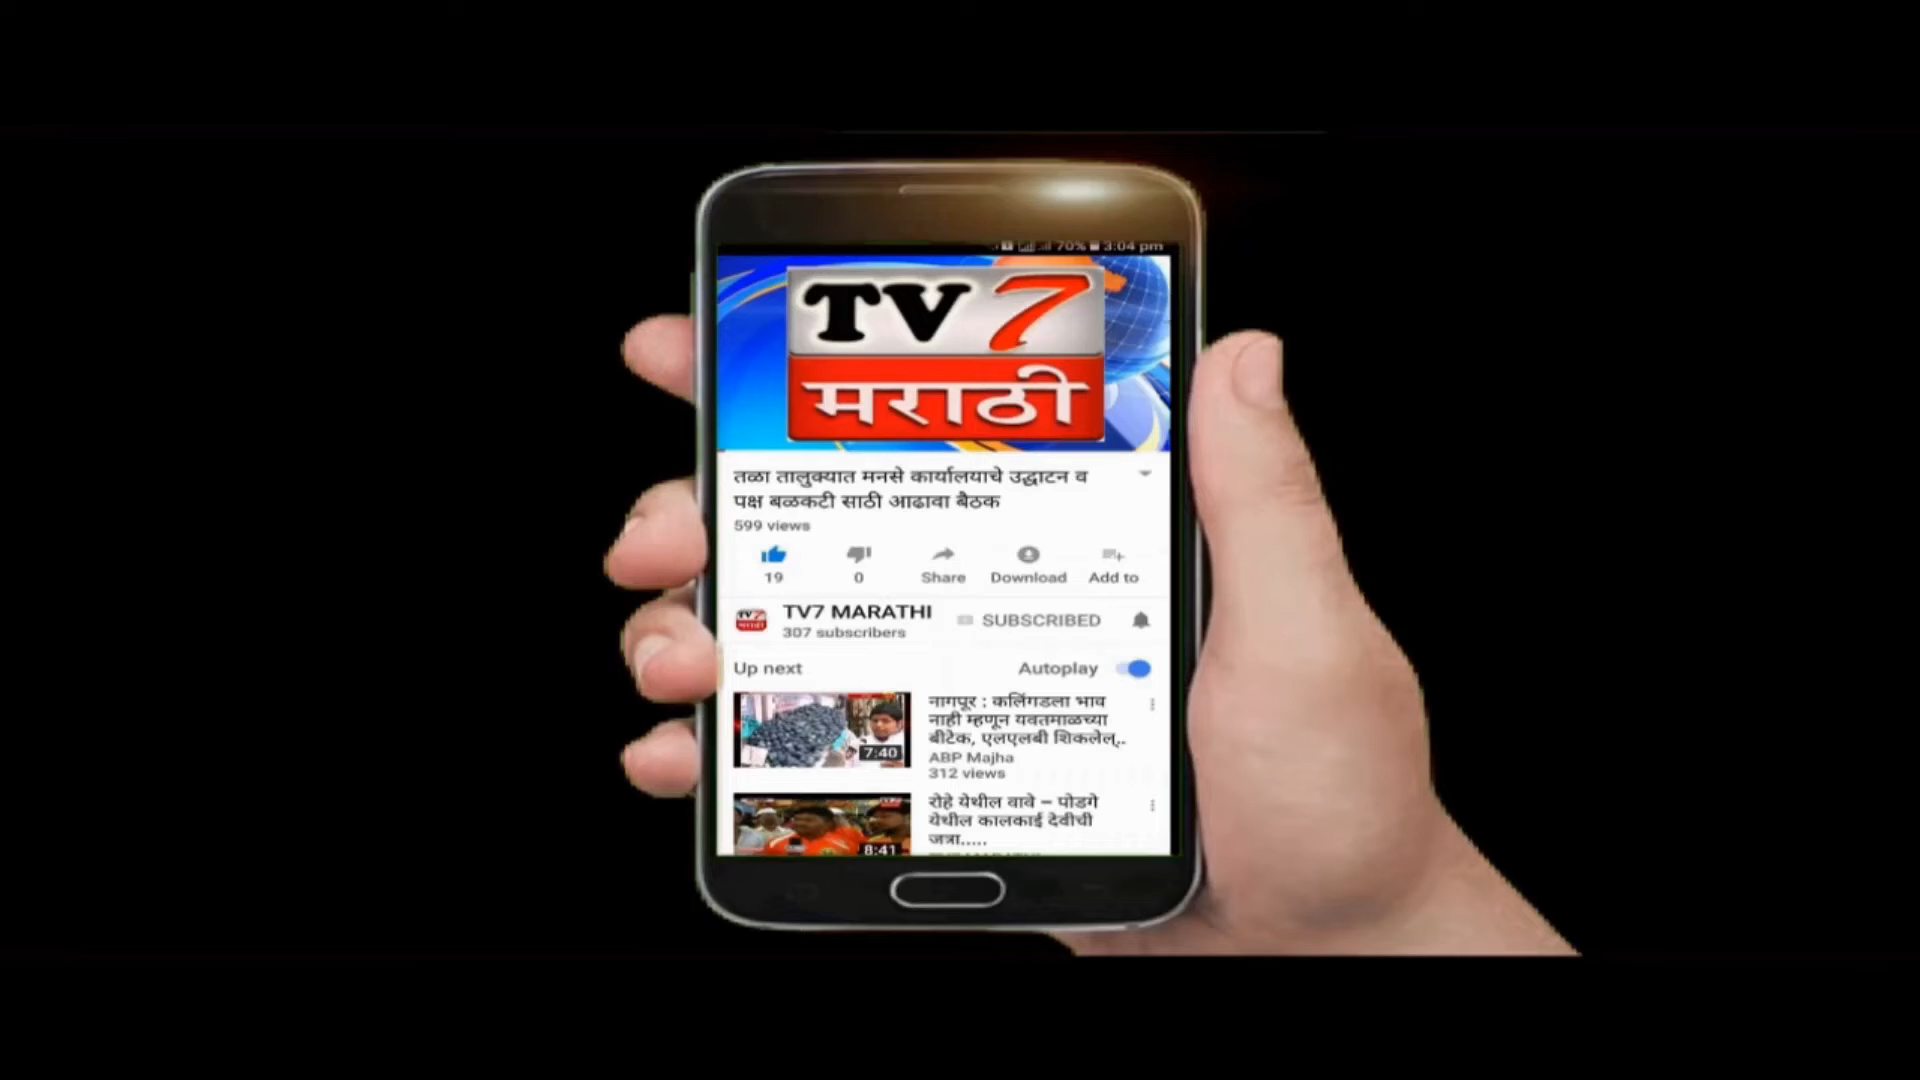 70% 3:04 pm
TV7
मराठी
तळा तालुक्यात मनसे कार्यालयाचे उद्घाटन व
पक्ष बळकटी साठी आढावा बैठक
599 views
19 0 Share Download Add to
TV7 MARATHI
307 subscribers
SUBSCRIBED
Up next Autoplay
नागपूर : कलिंगडला भाव
नाही म्हणून यवतमाळच्या
बीटेक, एलएलबी शिकलेल्..
ABP Majha
312 views
7:40
रोहे येथील वावे – पोडगे
येथील कालकाई देवीची
जत्रा.....
8:41